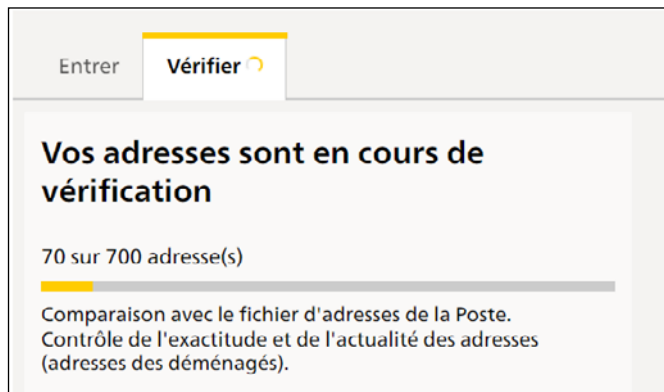 Entrer
Vérifier
Vos adresses sont en cours de
vérification
70 sur 700 adresse(s)
Comparaison avec le fichier d'adresses de la Poste.
Contrôle de l'exactitude et de l'actualité des adresses
(adresses des déménagés).